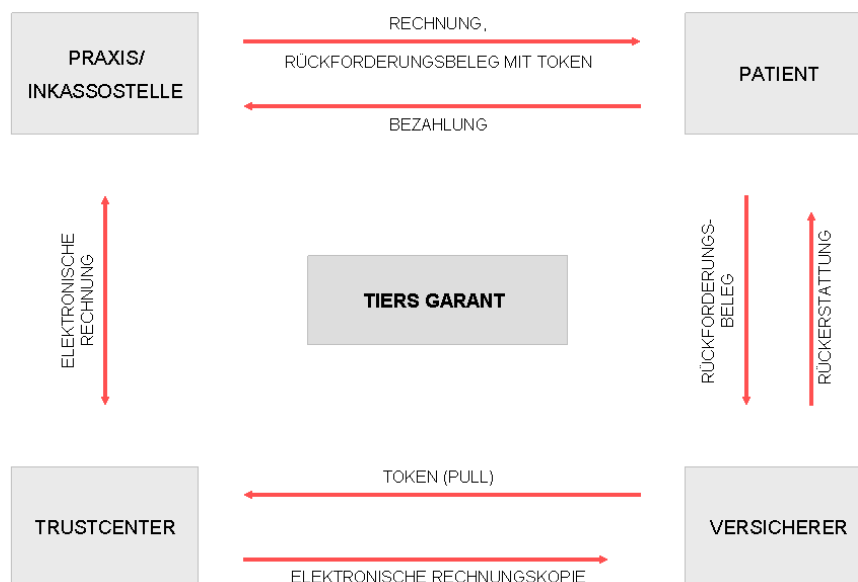 RECHNUNG,
RÜCKFORDERUNGSBELEG MIT TOKEN
PRAXIS/
INKASSOSTELLE
PATIENT
BEZAHLUNG
ELEKTRONISCHE
RECHNUNG
TIERS GARANT
RÜCKFORDERUNGS-
BELEG
RÜCKERSTATTUNG
TOKEN (PULL)
TRUSTCENTER
VERSICHERER
ELEKTRONISCHE RECHNUNGSKOPIE